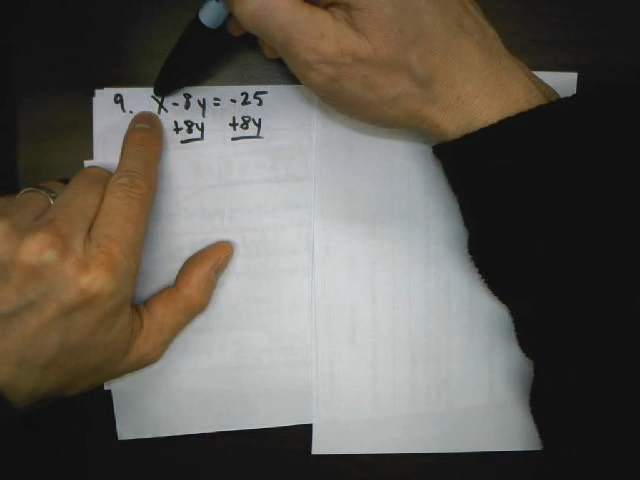 9. x - 8y = -25
+8y +8y